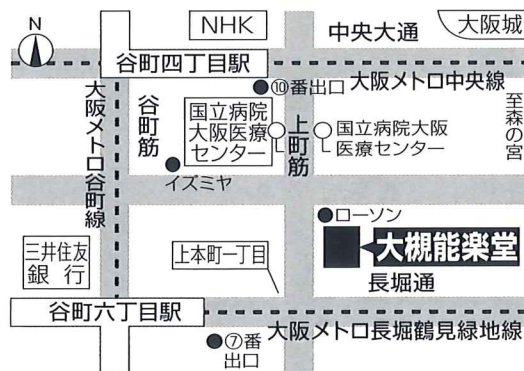 N
NHK
中央大通
大阪城
谷町四丁目駅
大阪メトロ中央線
⑩番出口
大阪メトロ谷町線
谷町筋
国立病院
大阪医療
センター
上町筋
国立病院大阪
医療センター
至森の宮
イズミヤ
ローソン
大槻能楽堂
三井住友
銀行
上本町一丁目
長堀通
谷町六丁目駅
大阪メトロ長堀鶴見緑地線
⑦番
出口